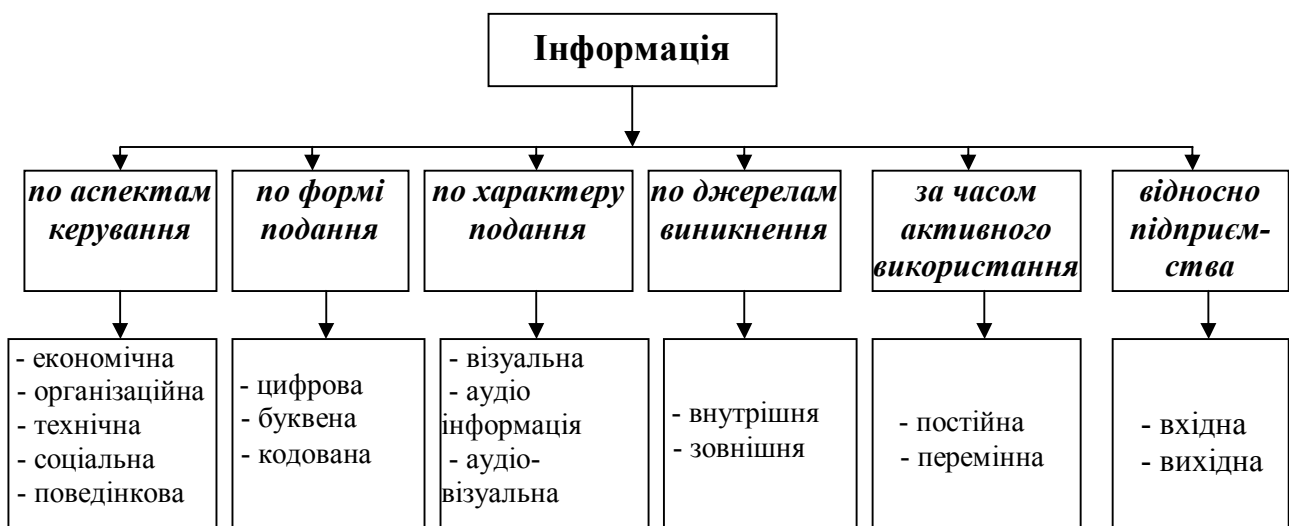 Інформація
по аспектам
керування
по формі
подання
по характеру
подання
по джерелам
виникнення
за часом
активного
використання
відносно
підприєм-
ства
- економічна
- організаційна
- технічна
- соціальна
- поведінкова
- цифрова
- буквена
- кодована
- візуальна
- аудіо
інформація
- аудіо-
візуальна
- внутрішня
- зовнішня
- постійна
- перемінна
- вхідна
- вихідна